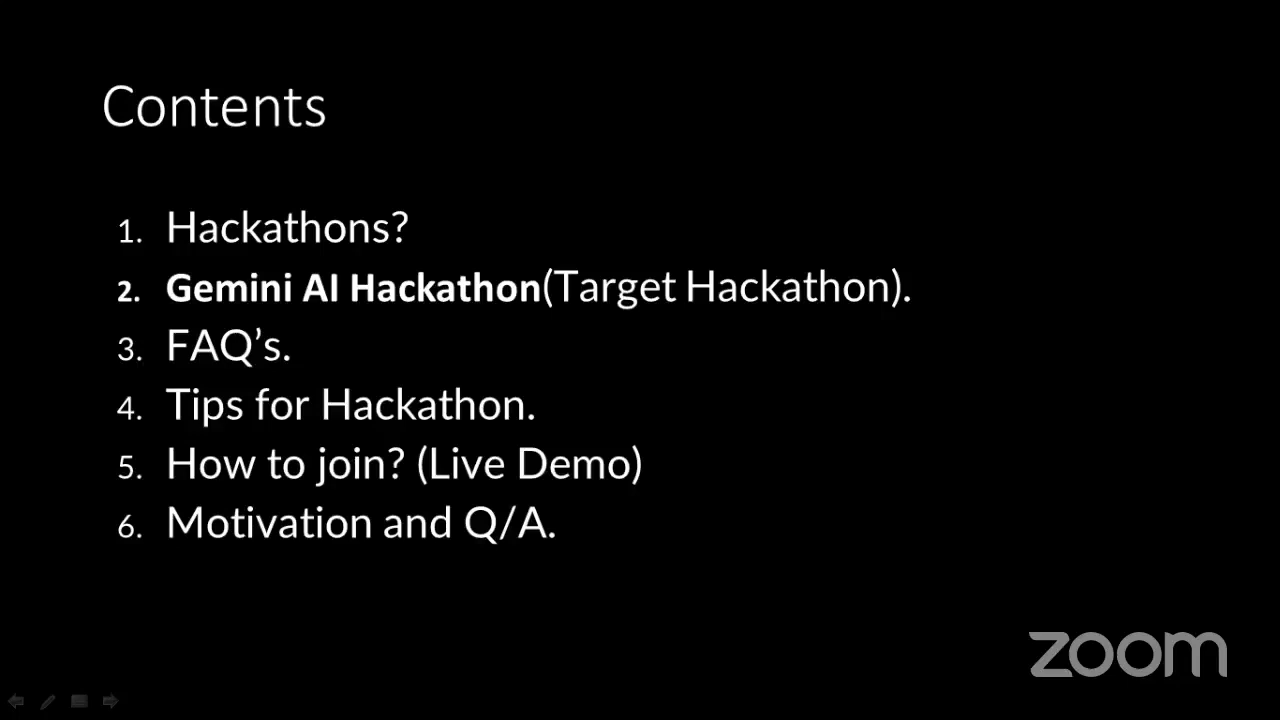 Contents
1. Hackathons?
2. Gemini AI Hackathon(Target Hackathon).
3. FAQ’s.
4. Tips for Hackathon.
5. How to join? (Live Demo)
6. Motivation and Q/A.
zoom